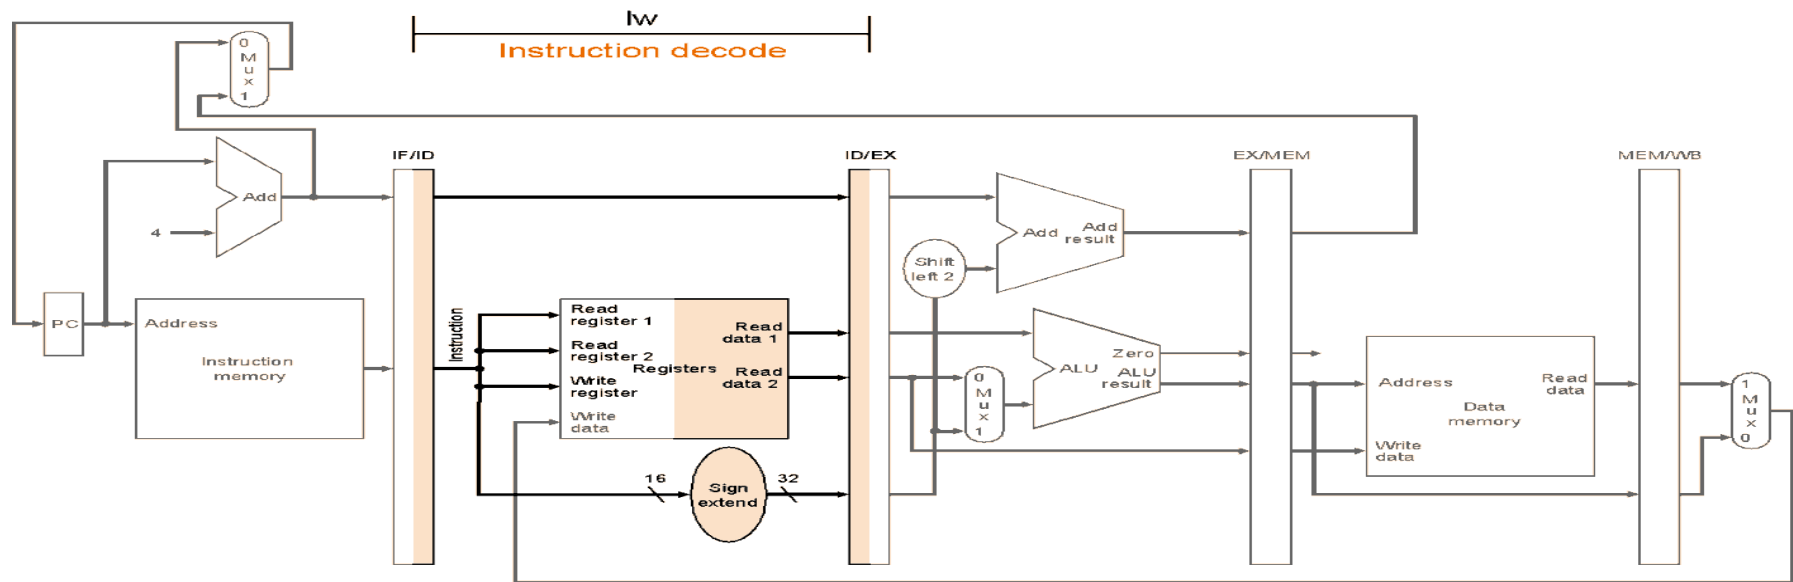 lw
Instruction decode
0
M
u
x
1
IF/ID
ID/EX
EX/MEM
MEM/WB
Add
4
Shift
left 2
Add
Add
result
PC
Address
Instruction
memory
Instruction
Read
register 1
Read
register 2
Write
register
Write
data
Registers
Read
data 1
Read
data 2
0
M
u
x
1
ALU
Zero
ALU
result
Address
Read
data
Data
memory
Write
data
1
M
u
x
0
16
Sign
extend
32